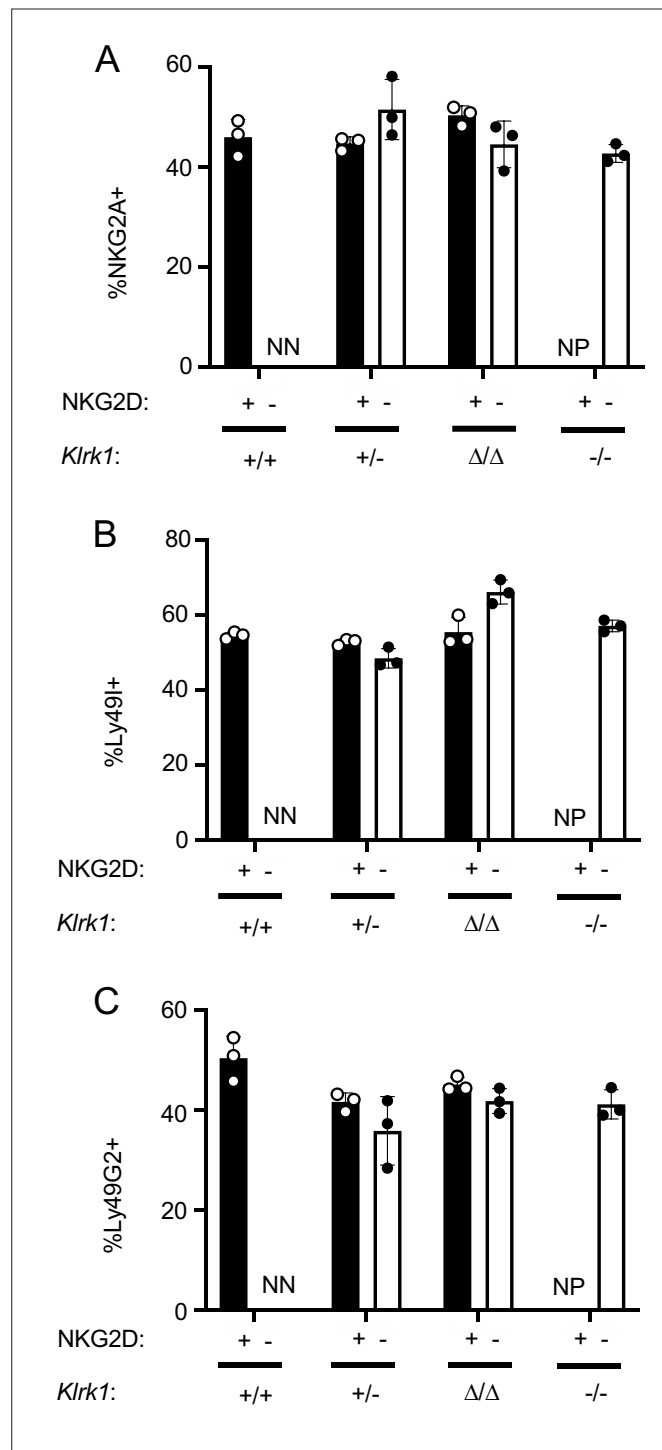 A
60
40
20
0
%NKG2A+
NN
NP
NKG2D: + - + - + - + -
Klrk1: +/+ +/- Δ/Δ -/-
B
80
60
40
20
0
%Ly49I+
NN
NP
NKG2D: + - + - + - + -
Klrk1: +/+ +/- Δ/Δ -/-
C
60
40
20
0
%Ly49G2+
NN
NP
NKG2D: + - + - + - + -
Klrk1: +/+ +/- Δ/Δ -/-